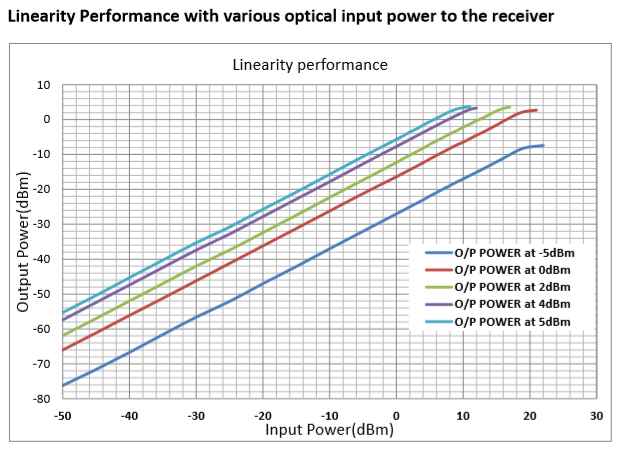 Linearity Performance with various optical input power to the receiver
Linearity performance
Output Power(dBm)
10
0
-10
-20
-30
-40
-50
-60
-70
-80
O/P POWER at -5dBm
O/P POWER at 0dBm
O/P POWER at 2dBm
O/P POWER at 4dBm
O/P POWER at 5dBm
-50 -40 -30 -20 -10 0 10 20 30
Input Power(dBm)